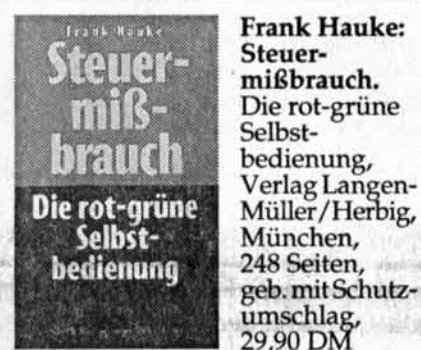 Frank Hauke
Steuer-
miß-
brauch
Die rot-grüne
Selbst-
bedienung
Frank Hauke:
Steuer-
mißbrauch.
Die rot-grüne
Selbst-
bedienung,
Verlag Langen-
Müller/Herbig,
München,
248 Seiten,
geb. mit Schutz-
umschlag,
29,90 DM